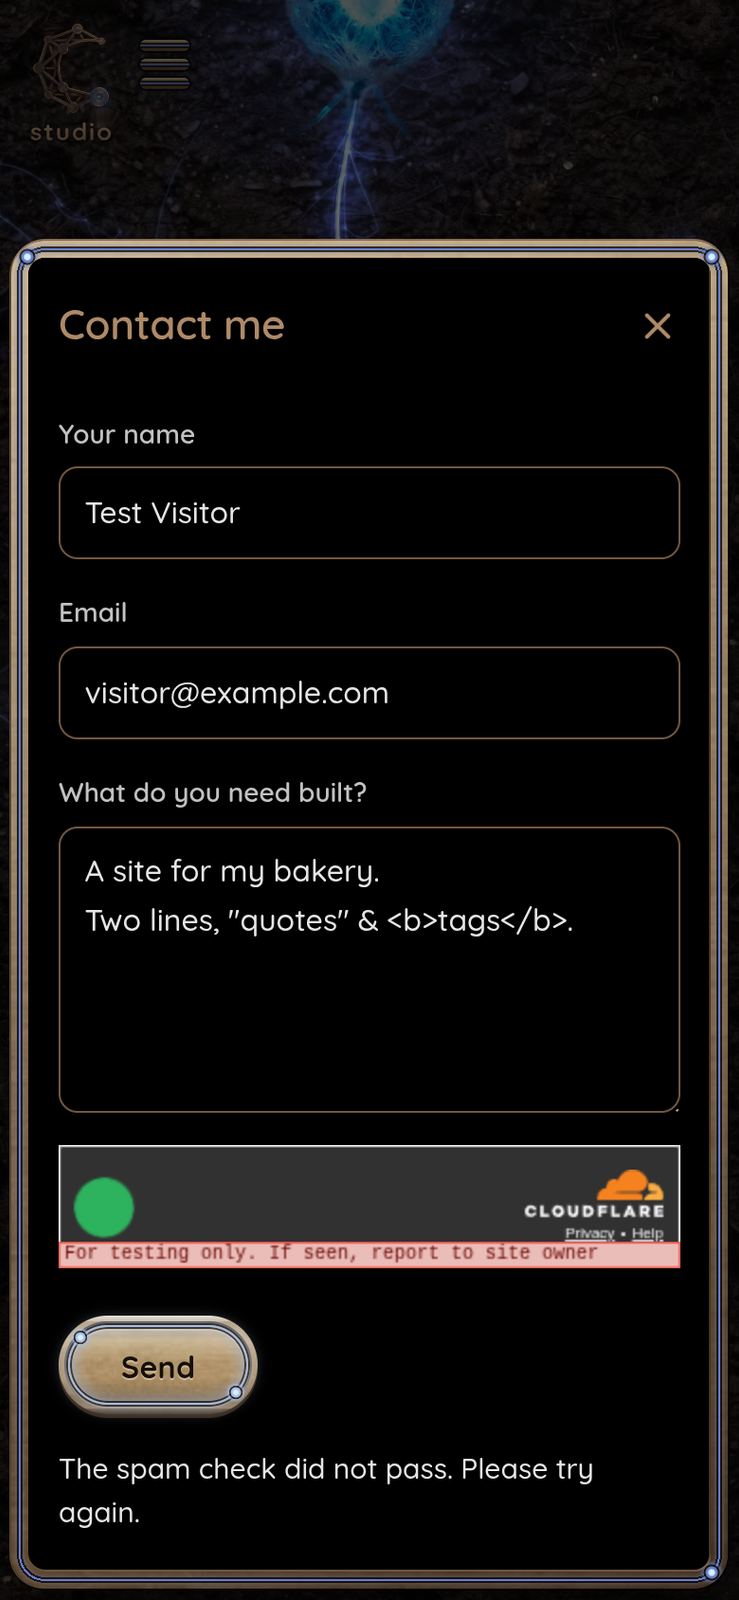 studio
Contact me
Your name
Test Visitor
Email
visitor@example.com
What do you need built?
A site for my bakery.
Two lines, "quotes" & <b>tags</b>.
CLOUDFLARE
Privacy • Help
For testing only. If seen, report to site owner
Send
The spam check did not pass. Please try
again.